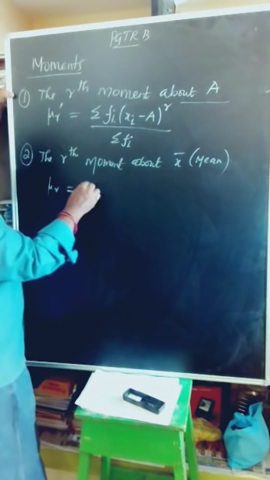 PGTRB
Moments
① The rᵗʰ moment about A
μᵣ' = Σfᵢ(xᵢ-A)ʳ / Σfᵢ
② The rᵗʰ Moment about x̄ (Mean)
μᵣ =